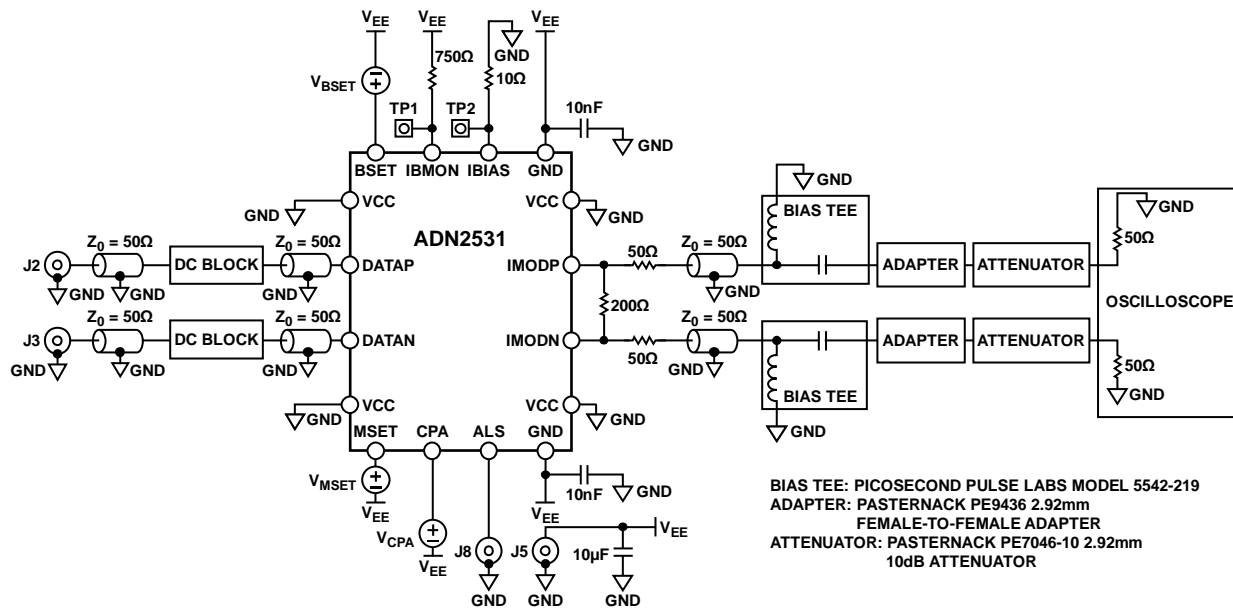 VEE
VEE
VEE
GND
750Ω
10Ω
VBSET
TP1
TP2
10nF
GND
BSET
IBMON
IBIAS
GND
GND
VCC
VCC
GND
GND
BIAS TEE
ADN2531
Z0 = 50Ω
Z0 = 50Ω
Z0 = 50Ω
50Ω
GND
50Ω
J2
DC BLOCK
DATAP
IMODP
ADAPTER
ATTENUATOR
GND
GND
GND
GND
200Ω
OSCILLOSCOPE
Z0 = 50Ω
Z0 = 50Ω
Z0 = 50Ω
J3
DC BLOCK
DATAN
IMODN
ADAPTER
ATTENUATOR
50Ω
50Ω
GND
GND
GND
GND
GND
BIAS TEE
GND
VCC
VCC
GND
GND
MSET
CPA
ALS
GND
VMSET
10nF
GND
VEE
VEE
VCPA
VEE
J8
J5
10µF
VEE
GND
GND
GND
BIAS TEE: PICOSECOND PULSE LABS MODEL 5542-219
ADAPTER: PASTERNACK PE9436 2.92mm
FEMALE-TO-FEMALE ADAPTER
ATTENUATOR: PASTERNACK PE7046-10 2.92mm
10dB ATTENUATOR